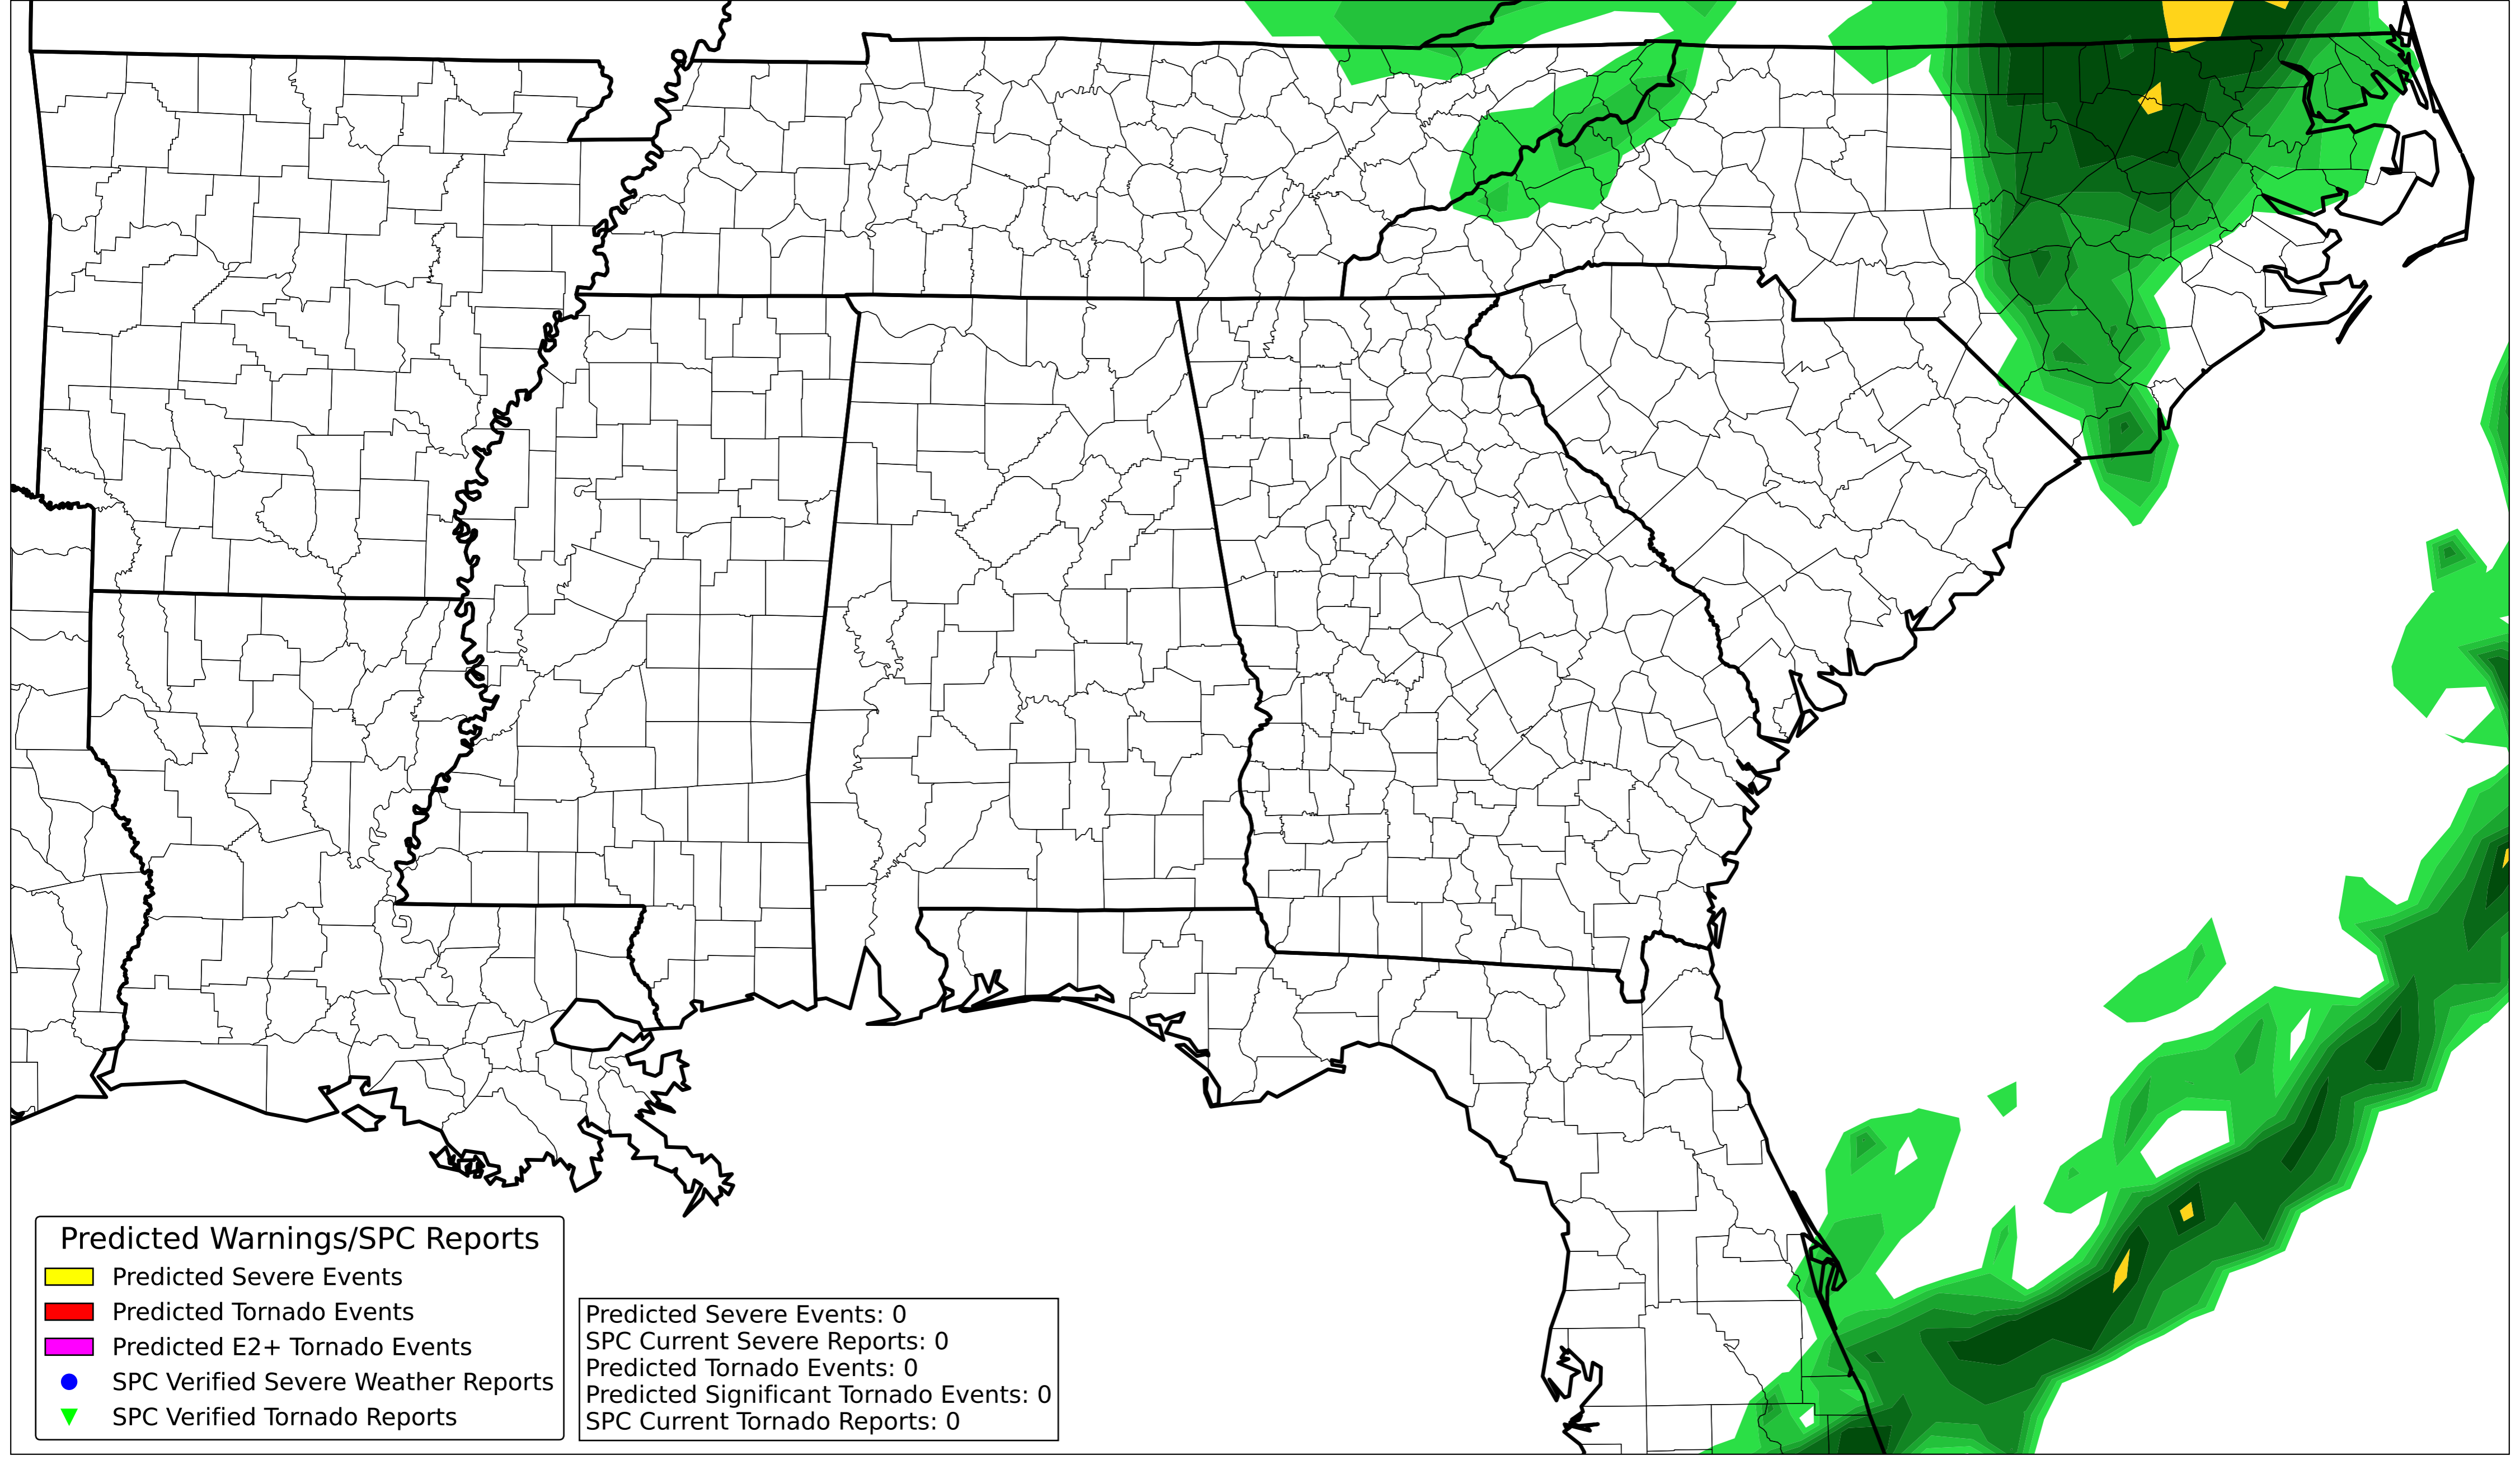 Predicted Warnings/SPC Reports
Predicted Severe Events
Predicted Tornado Events
Predicted E2+ Tornado Events
SPC Verified Severe Weather Reports
SPC Verified Tornado Reports
Predicted Severe Events: 0
SPC Current Severe Reports: 0
Predicted Tornado Events: 0
Predicted Significant Tornado Events: 0
SPC Current Tornado Reports: 0